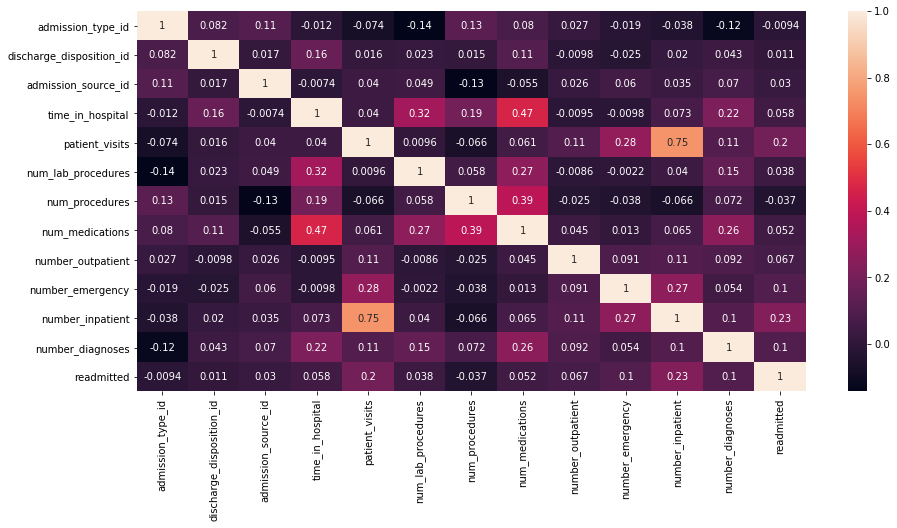 admission_type_id 1 0.082 0.11 -0.012 -0.074 -0.14 0.13 0.08 0.027 -0.019 -0.038 -0.12 -0.0094
discharge_disposition_id 0.082 1 0.017 0.16 0.016 0.023 0.015 0.11 -0.0098 -0.025 0.02 0.043 0.011
admission_source_id 0.11 0.017 1 -0.0074 0.04 0.049 -0.13 -0.055 0.026 0.06 0.035 0.07 0.03
time_in_hospital -0.012 0.16 -0.0074 1 0.04 0.32 0.19 0.47 -0.0095 -0.0098 0.073 0.22 0.058
patient_visits -0.074 0.016 0.04 0.04 1 0.0096 -0.066 0.061 0.11 0.28 0.75 0.11 0.2
num_lab_procedures -0.14 0.023 0.049 0.32 0.0096 1 0.058 0.27 -0.0086 -0.0022 0.04 0.15 0.038
num_procedures 0.13 0.015 -0.13 0.19 -0.066 0.058 1 0.39 -0.025 -0.038 -0.066 0.072 -0.037
num_medications 0.08 0.11 -0.055 0.47 0.061 0.27 0.39 1 0.045 0.013 0.065 0.26 0.052
number_outpatient 0.027 -0.0098 0.026 -0.0095 0.11 -0.0086 -0.025 0.045 1 0.091 0.11 0.092 0.067
number_emergency -0.019 -0.025 0.06 -0.0098 0.28 -0.0022 -0.038 0.013 0.091 1 0.27 0.054 0.1
number_inpatient -0.038 0.02 0.035 0.073 0.75 0.04 -0.066 0.065 0.11 0.27 1 0.1 0.23
number_diagnoses -0.12 0.043 0.07 0.22 0.11 0.15 0.072 0.26 0.092 0.054 0.1 1 0.1
readmitted -0.0094 0.011 0.03 0.058 0.2 0.038 -0.037 0.052 0.067 0.1 0.23 0.1 1
admission_type_id
discharge_disposition_id
admission_source_id
time_in_hospital
patient_visits
num_lab_procedures
num_procedures
num_medications
number_outpatient
number_emergency
number_inpatient
number_diagnoses
readmitted
1.0
0.8
0.6
0.4
0.2
0.0